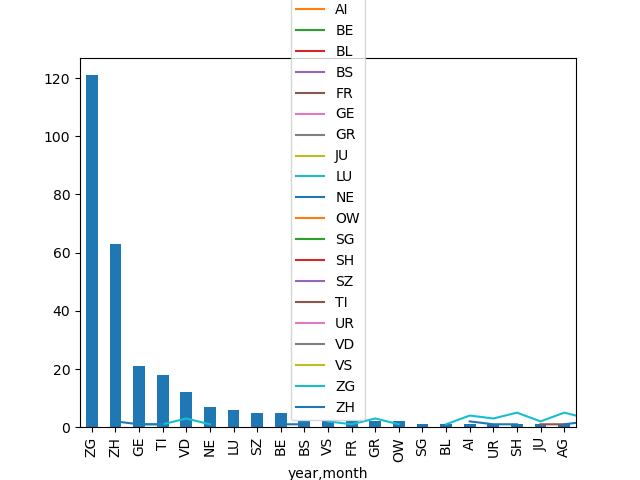 AI
BE
BL
BS
FR
GE
GR
JU
LU
NE
OW
SG
SH
SZ
TI
UR
VD
VS
ZG
ZH
120
100
80
60
40
20
0
ZG ZH GE TI VD NE LU SZ BE BS VS FR GR OW SG BL AI UR SH JU AG
year,month